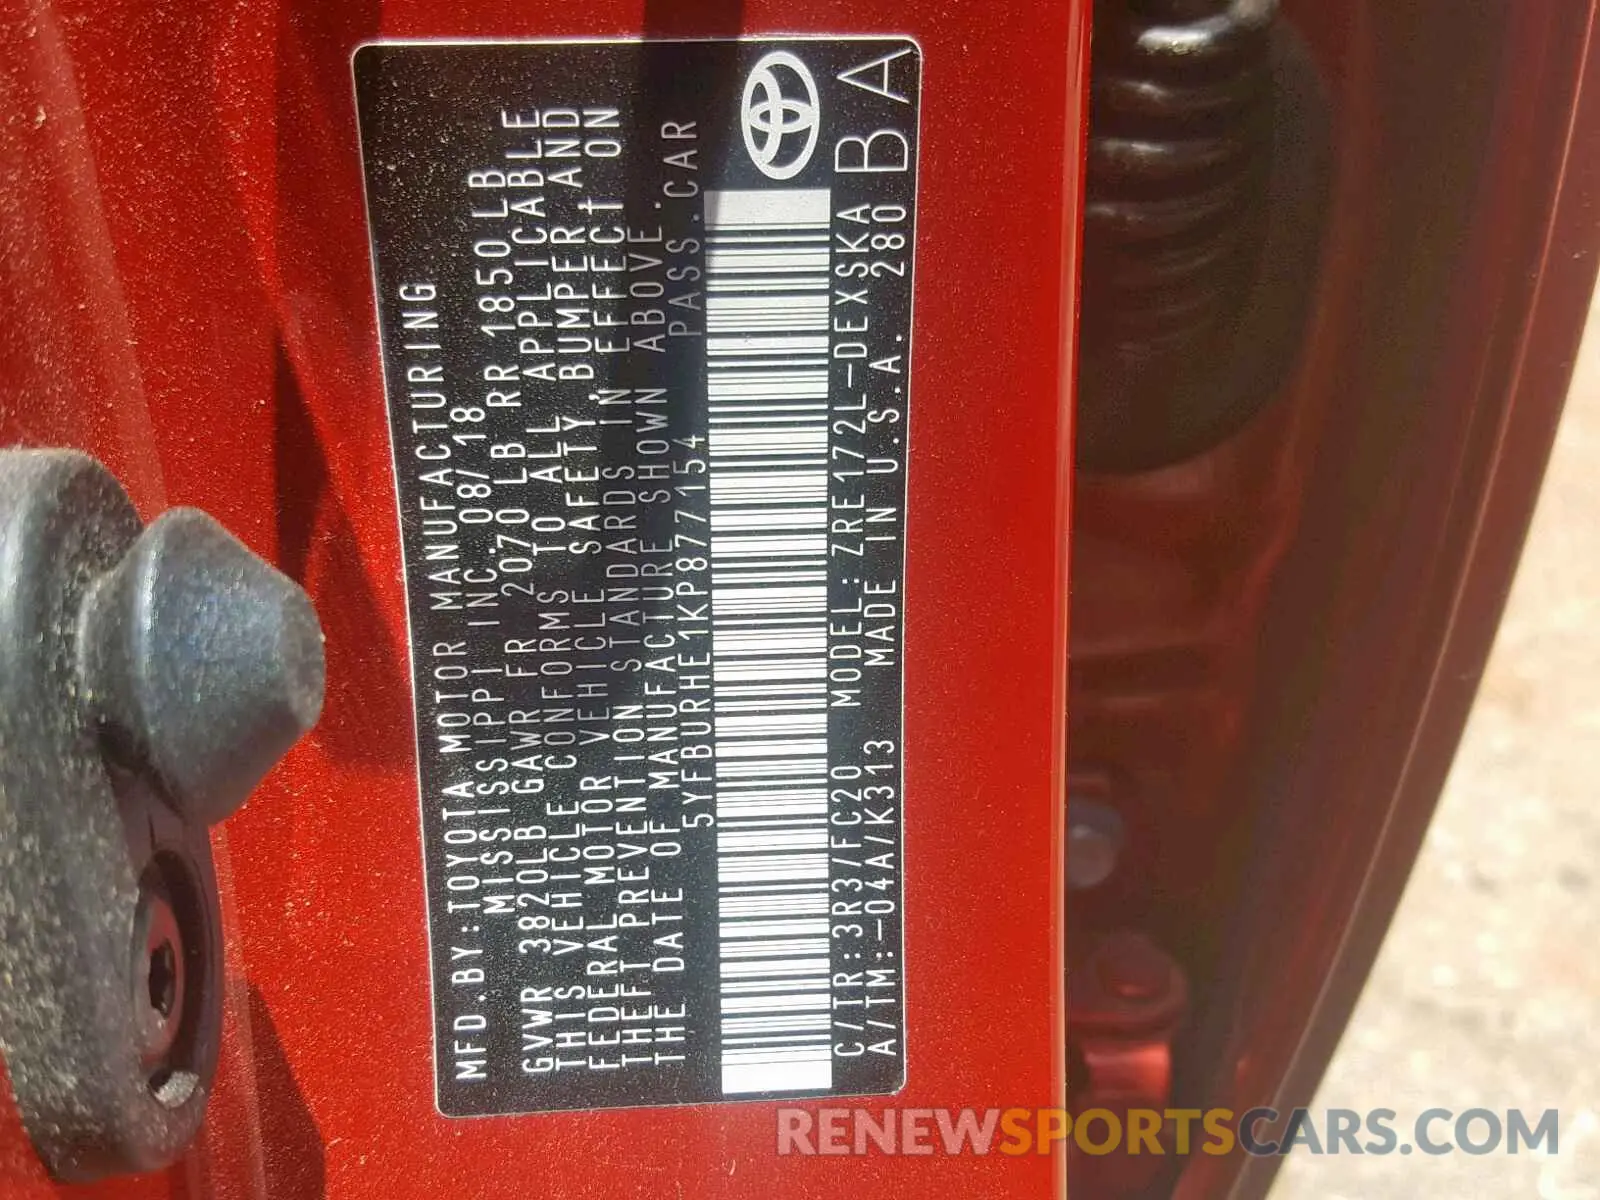 MFD.BY:TOYOTA MOTOR MANUFACTURING
MISSISSIPPI INC. 08/18
GVWR 3820LB GAWR FR 2070LB RR 1850LB
THIS VEHICLE CONFORMS TO ALL APPLICABLE
FEDERAL MOTOR VEHICLE SAFETY,BUMPER AND
THEFT PREVENTION STANDARDS IN EFFECT ON
THE DATE OF MANUFACTURE SHOWN ABOVE.
5YFBURHE1KP877154 PASS.CAR
C/TR:3R3/FC20 MODEL:ZRE172L-DEXSKA
A/TM:-04A/K313 MADE IN U.S.A. 280
BA
RENEWSPORTSCARS.COM